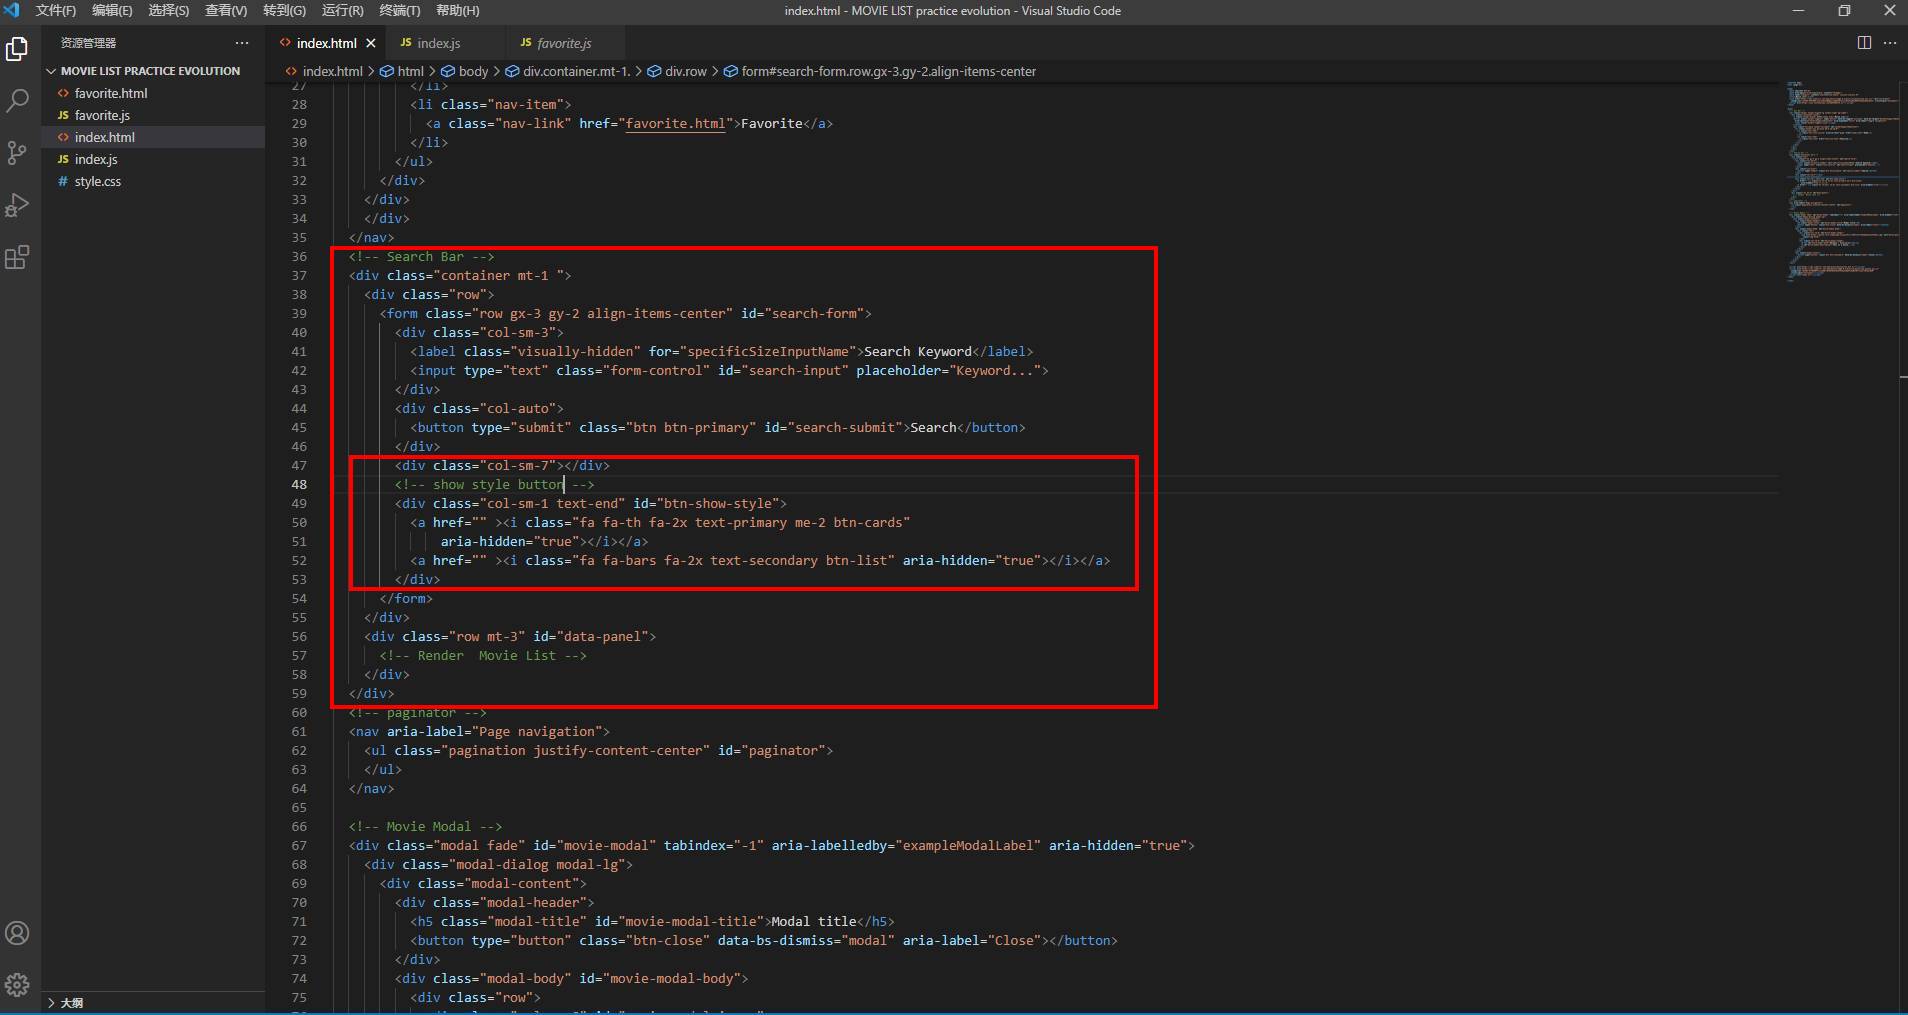 文件(F) 编辑(E) 选择(S) 查看(V) 转到(G) 运行(R) 终端(T) 帮助(H)
index.html - MOVIE LIST practice evolution - Visual Studio Code
资源管理器 ···
MOVIE LIST PRACTICE EVOLUTION
<> favorite.html
JS favorite.js
<> index.html
JS index.js
# style.css
大纲
<> index.html × JS index.js JS favorite.js
<> index.html > html > body > div.container.mt-1. > div.row > form#search-form.row.gx-3.gy-2.align-items-center
27 </li>
28 <li class="nav-item">
29 <a class="nav-link" href="favorite.html">Favorite</a>
30 </li>
31 </ul>
32 </div>
33 </div>
34 </div>
35 </nav>
36 <!-- Search Bar -->
37 <div class="container mt-1 ">
38 <div class="row">
39 <form class="row gx-3 gy-2 align-items-center" id="search-form">
40 <div class="col-sm-3">
41 <label class="visually-hidden" for="specificSizeInputName">Search Keyword</label>
42 <input type="text" class="form-control" id="search-input" placeholder="Keyword...">
43 </div>
44 <div class="col-auto">
45 <button type="submit" class="btn btn-primary" id="search-submit">Search</button>
46 </div>
47 <div class="col-sm-7"></div>
48 <!-- show style button -->
49 <div class="col-sm-1 text-end" id="btn-show-style">
50 <a href="" ><i class="fa fa-th fa-2x text-primary me-2 btn-cards"
51 aria-hidden="true"></i></a>
52 <a href="" ><i class="fa fa-bars fa-2x text-secondary btn-list" aria-hidden="true"></i></a>
53 </div>
54 </form>
55 </div>
56 <div class="row mt-3" id="data-panel">
57 <!-- Render  Movie List -->
58 </div>
59 </div>
60 <!-- paginator -->
61 <nav aria-label="Page navigation">
62 <ul class="pagination justify-content-center" id="paginator">
63 </ul>
64 </nav>
65
66 <!-- Movie Modal -->
67 <div class="modal fade" id="movie-modal" tabindex="-1" aria-labelledby="exampleModalLabel" aria-hidden="true">
68 <div class="modal-dialog modal-lg">
69 <div class="modal-content">
70 <div class="modal-header">
71 <h5 class="modal-title" id="movie-modal-title">Modal title</h5>
72 <button type="button" class="btn-close" data-bs-dismiss="modal" aria-label="Close"></button>
73 </div>
74 <div class="modal-body" id="movie-modal-body">
75 <div class="row">